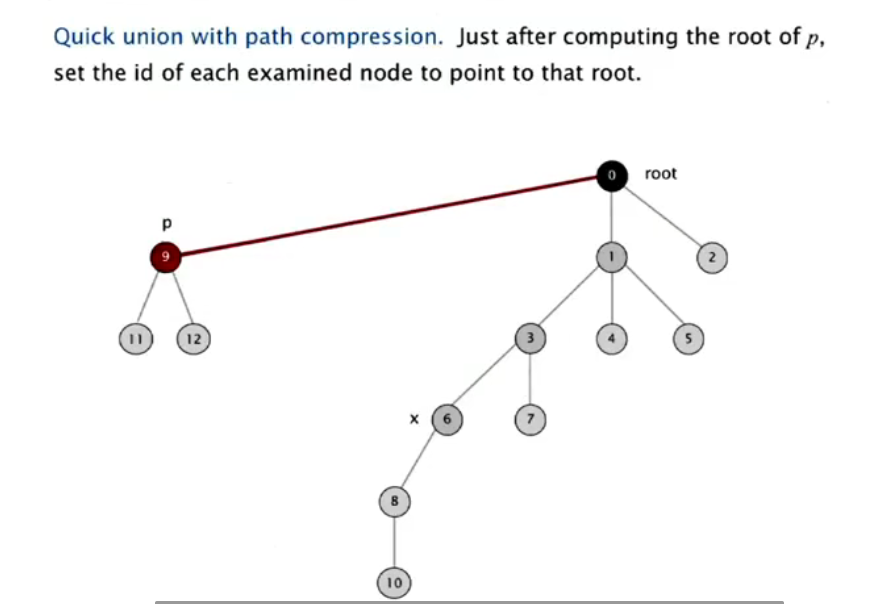 Quick union with path compression. Just after computing the root of p,
set the id of each examined node to point to that root.
0 root
p
9
1
2
11
12
3
4
5
x 6
7
8
10